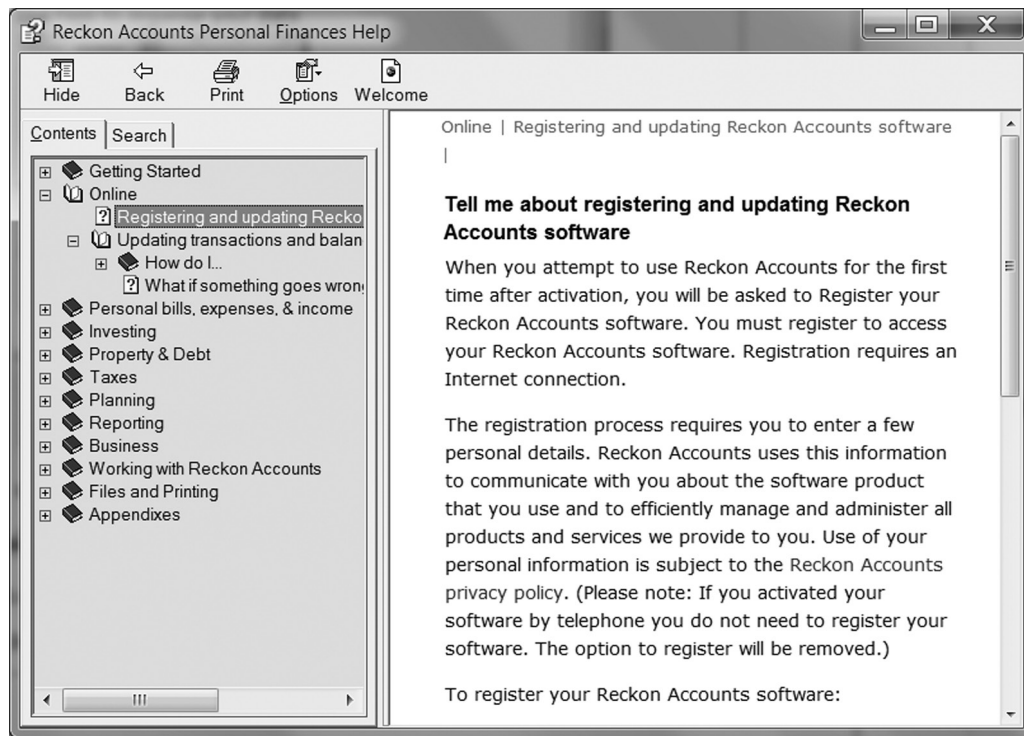 Reckon Accounts Personal Finances Help
Hide Back Print Options Welcome
Contents Search
Getting Started
Online
Registering and updating Recko
Updating transactions and balan
How do I...
What if something goes wrong
Personal bills, expenses, & income
Investing
Property & Debt
Taxes
Planning
Reporting
Business
Working with Reckon Accounts
Files and Printing
Appendixes
Online | Registering and updating Reckon Accounts software
|
Tell me about registering and updating Reckon
Accounts software
When you attempt to use Reckon Accounts for the first
time after activation, you will be asked to Register your
Reckon Accounts software. You must register to access
your Reckon Accounts software. Registration requires an
Internet connection.
The registration process requires you to enter a few
personal details. Reckon Accounts uses this information
to communicate with you about the software product
that you use and to efficiently manage and administer all
products and services we provide to you. Use of your
personal information is subject to the Reckon Accounts
privacy policy. (Please note: If you activated your
software by telephone you do not need to register your
software. The option to register will be removed.)
To register your Reckon Accounts software: